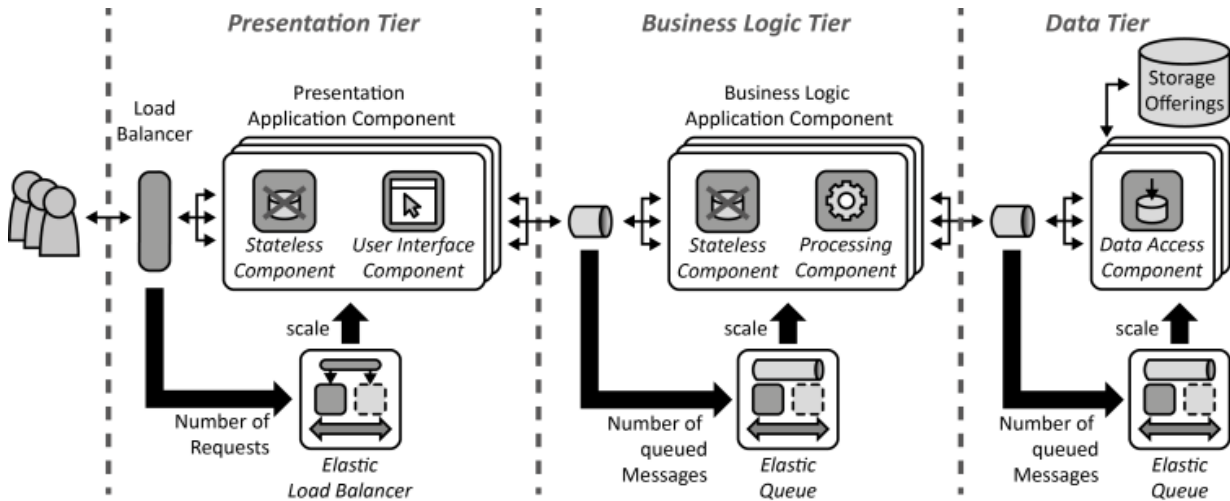 Presentation Tier
Business Logic Tier
Data Tier
Load
Balancer
Presentation
Application Component
Stateless
Component
User Interface
Component
scale
Number of
Requests
Elastic
Load Balancer
Business Logic
Application Component
Stateless
Component
Processing
Component
scale
Number of
queued
Messages
Elastic
Queue
Storage
Offerings
Data Access
Component
scale
Number of
queued
Messages
Elastic
Queue